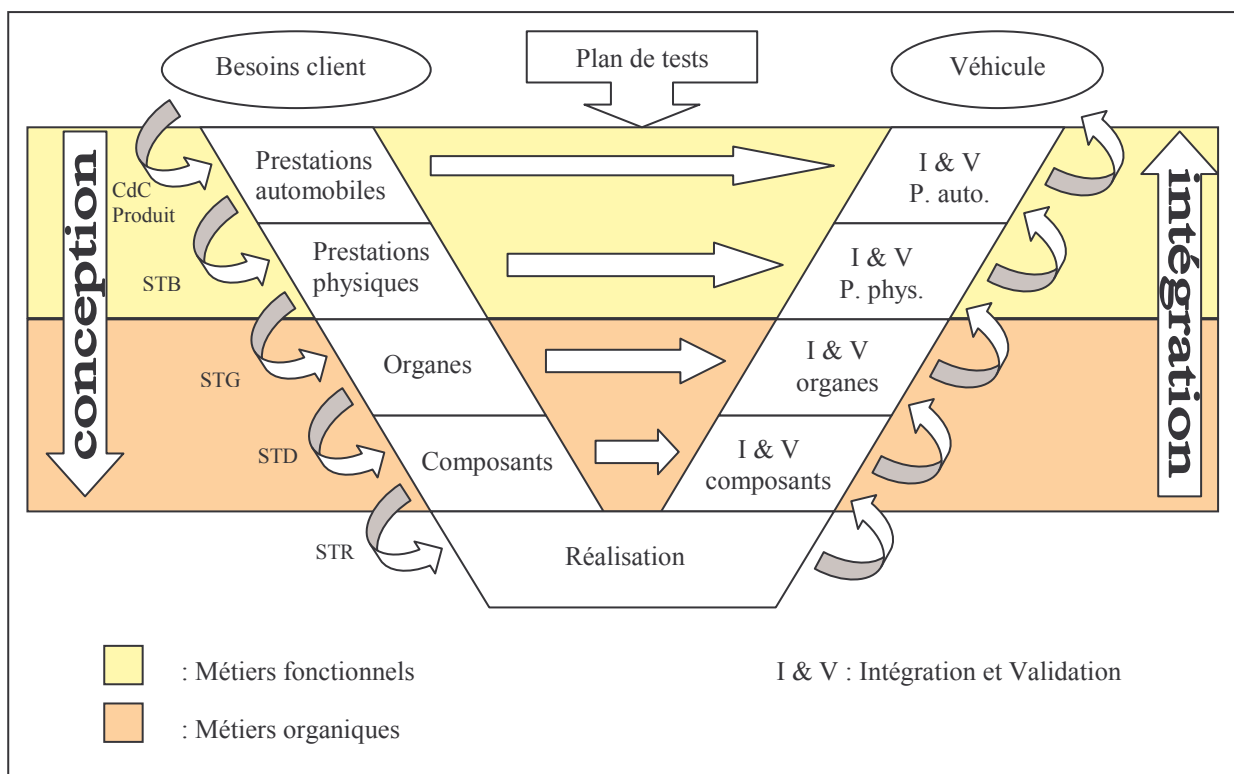 Besoins client
Plan de tests
Véhicule
conception
intégration
Prestations
automobiles
I & V
P. auto.
CdC
Produit
Prestations
physiques
I & V
P. phys.
STB
Organes
I & V
organes
STG
Composants
I & V
composants
STD
Réalisation
STR
: Métiers fonctionnels
I & V : Intégration et Validation
: Métiers organiques